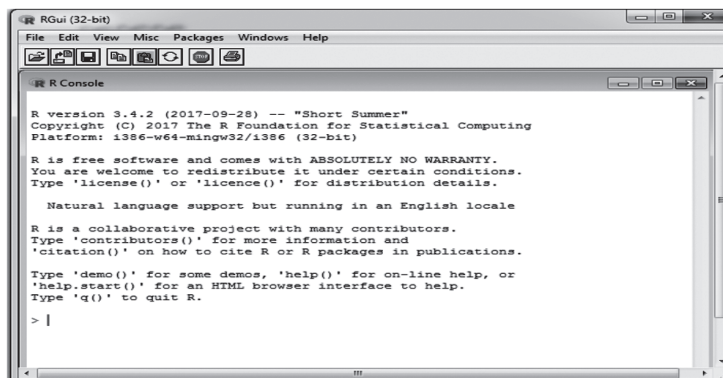 RGui (32-bit)
File Edit View Misc Packages Windows Help
STOP
R Console
R version 3.4.2 (2017-09-28) -- "Short Summer"
Copyright (C) 2017 The R Foundation for Statistical Computing
Platform: i386-w64-mingw32/i386 (32-bit)
R is free software and comes with ABSOLUTELY NO WARRANTY.
You are welcome to redistribute it under certain conditions.
Type 'license()' or 'licence()' for distribution details.
Natural language support but running in an English locale
R is a collaborative project with many contributors.
Type 'contributors()' for more information and
'citation()' on how to cite R or R packages in publications.
Type 'demo()' for some demos, 'help()' for on-line help, or
'help.start()' for an HTML browser interface to help.
Type 'q()' to quit R.
> |